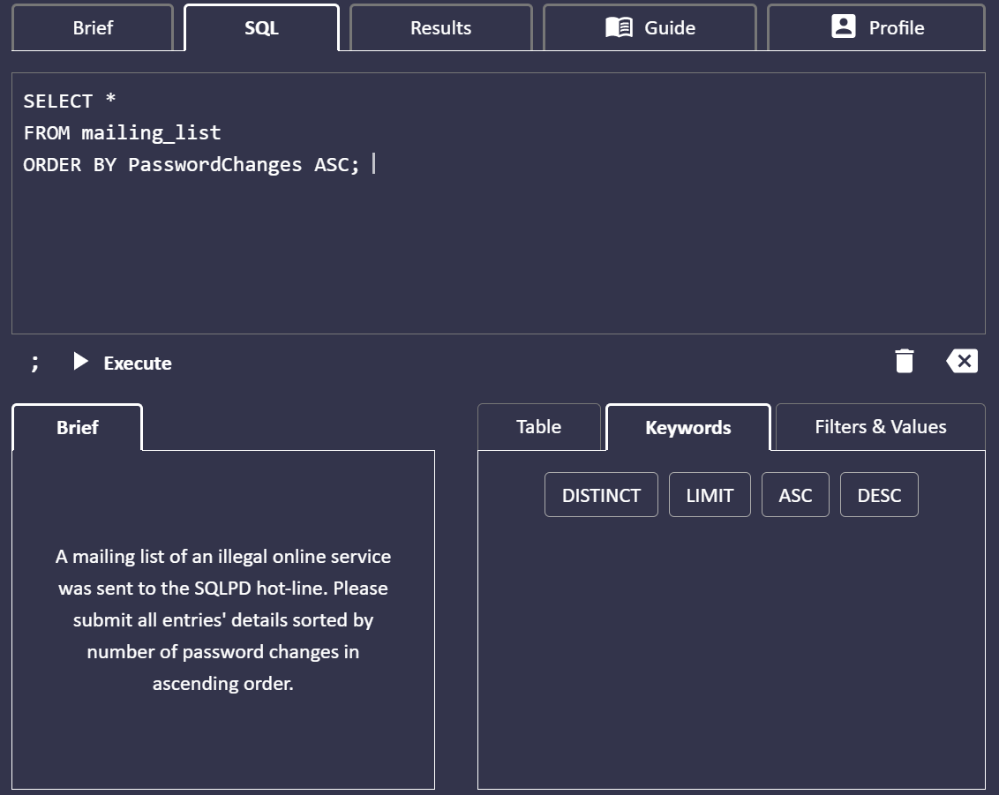 Brief SQL Results Guide Profile
SELECT *
FROM mailing_list
ORDER BY PasswordChanges ASC;
; Execute
Brief
A mailing list of an illegal online service
was sent to the SQLPD hot-line. Please
submit all entries' details sorted by
number of password changes in
ascending order.
Table Keywords Filters & Values
DISTINCT LIMIT ASC DESC